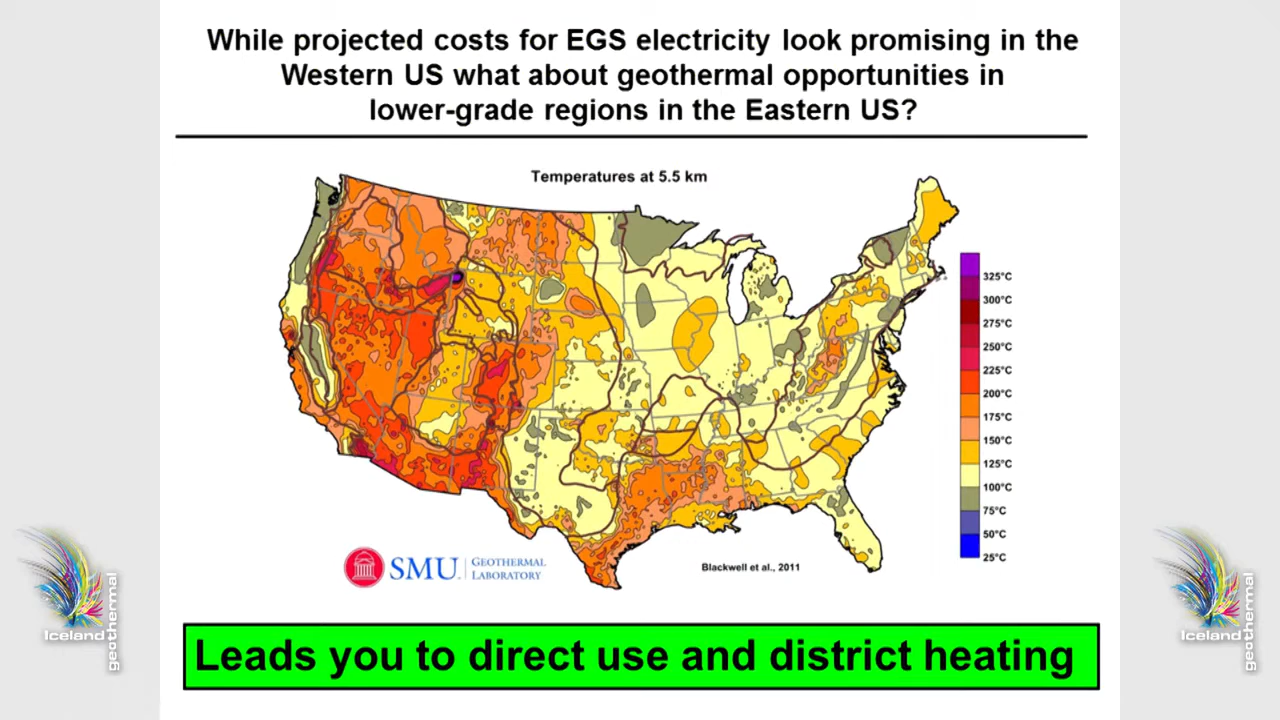 While projected costs for EGS electricity look promising in the
Western US what about geothermal opportunities in
lower-grade regions in the Eastern US?
Temperatures at 5.5 km
325°C
300°C
275°C
250°C
225°C
200°C
175°C
150°C
125°C
100°C
75°C
50°C
25°C
SMU. GEOTHERMAL
LABORATORY
Blackwell et al., 2011
Leads you to direct use and district heating
Iceland
geothermal
Iceland
geothermal